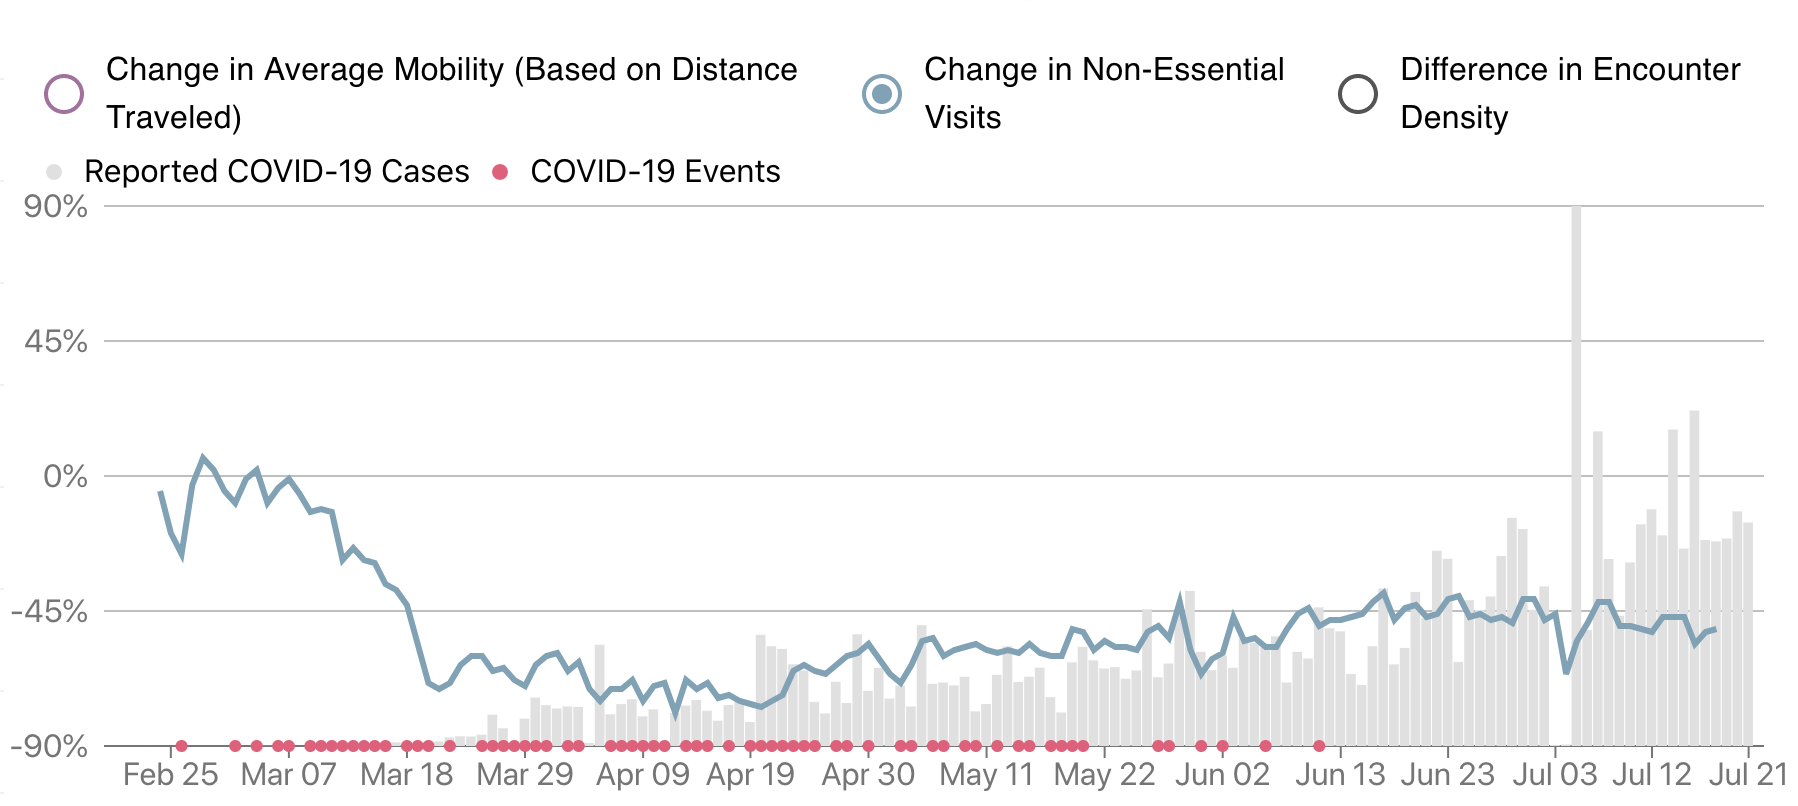 Change in Average Mobility (Based on Distance
Traveled)
Change in Non-Essential
Visits
Difference in Encounter
Density
Reported COVID-19 Cases
COVID-19 Events
90%
45%
0%
-45%
-90%
Feb 25 Mar 07 Mar 18 Mar 29 Apr 09 Apr 19 Apr 30 May 11 May 22 Jun 02 Jun 13 Jun 23 Jul 03 Jul 12 Jul 21